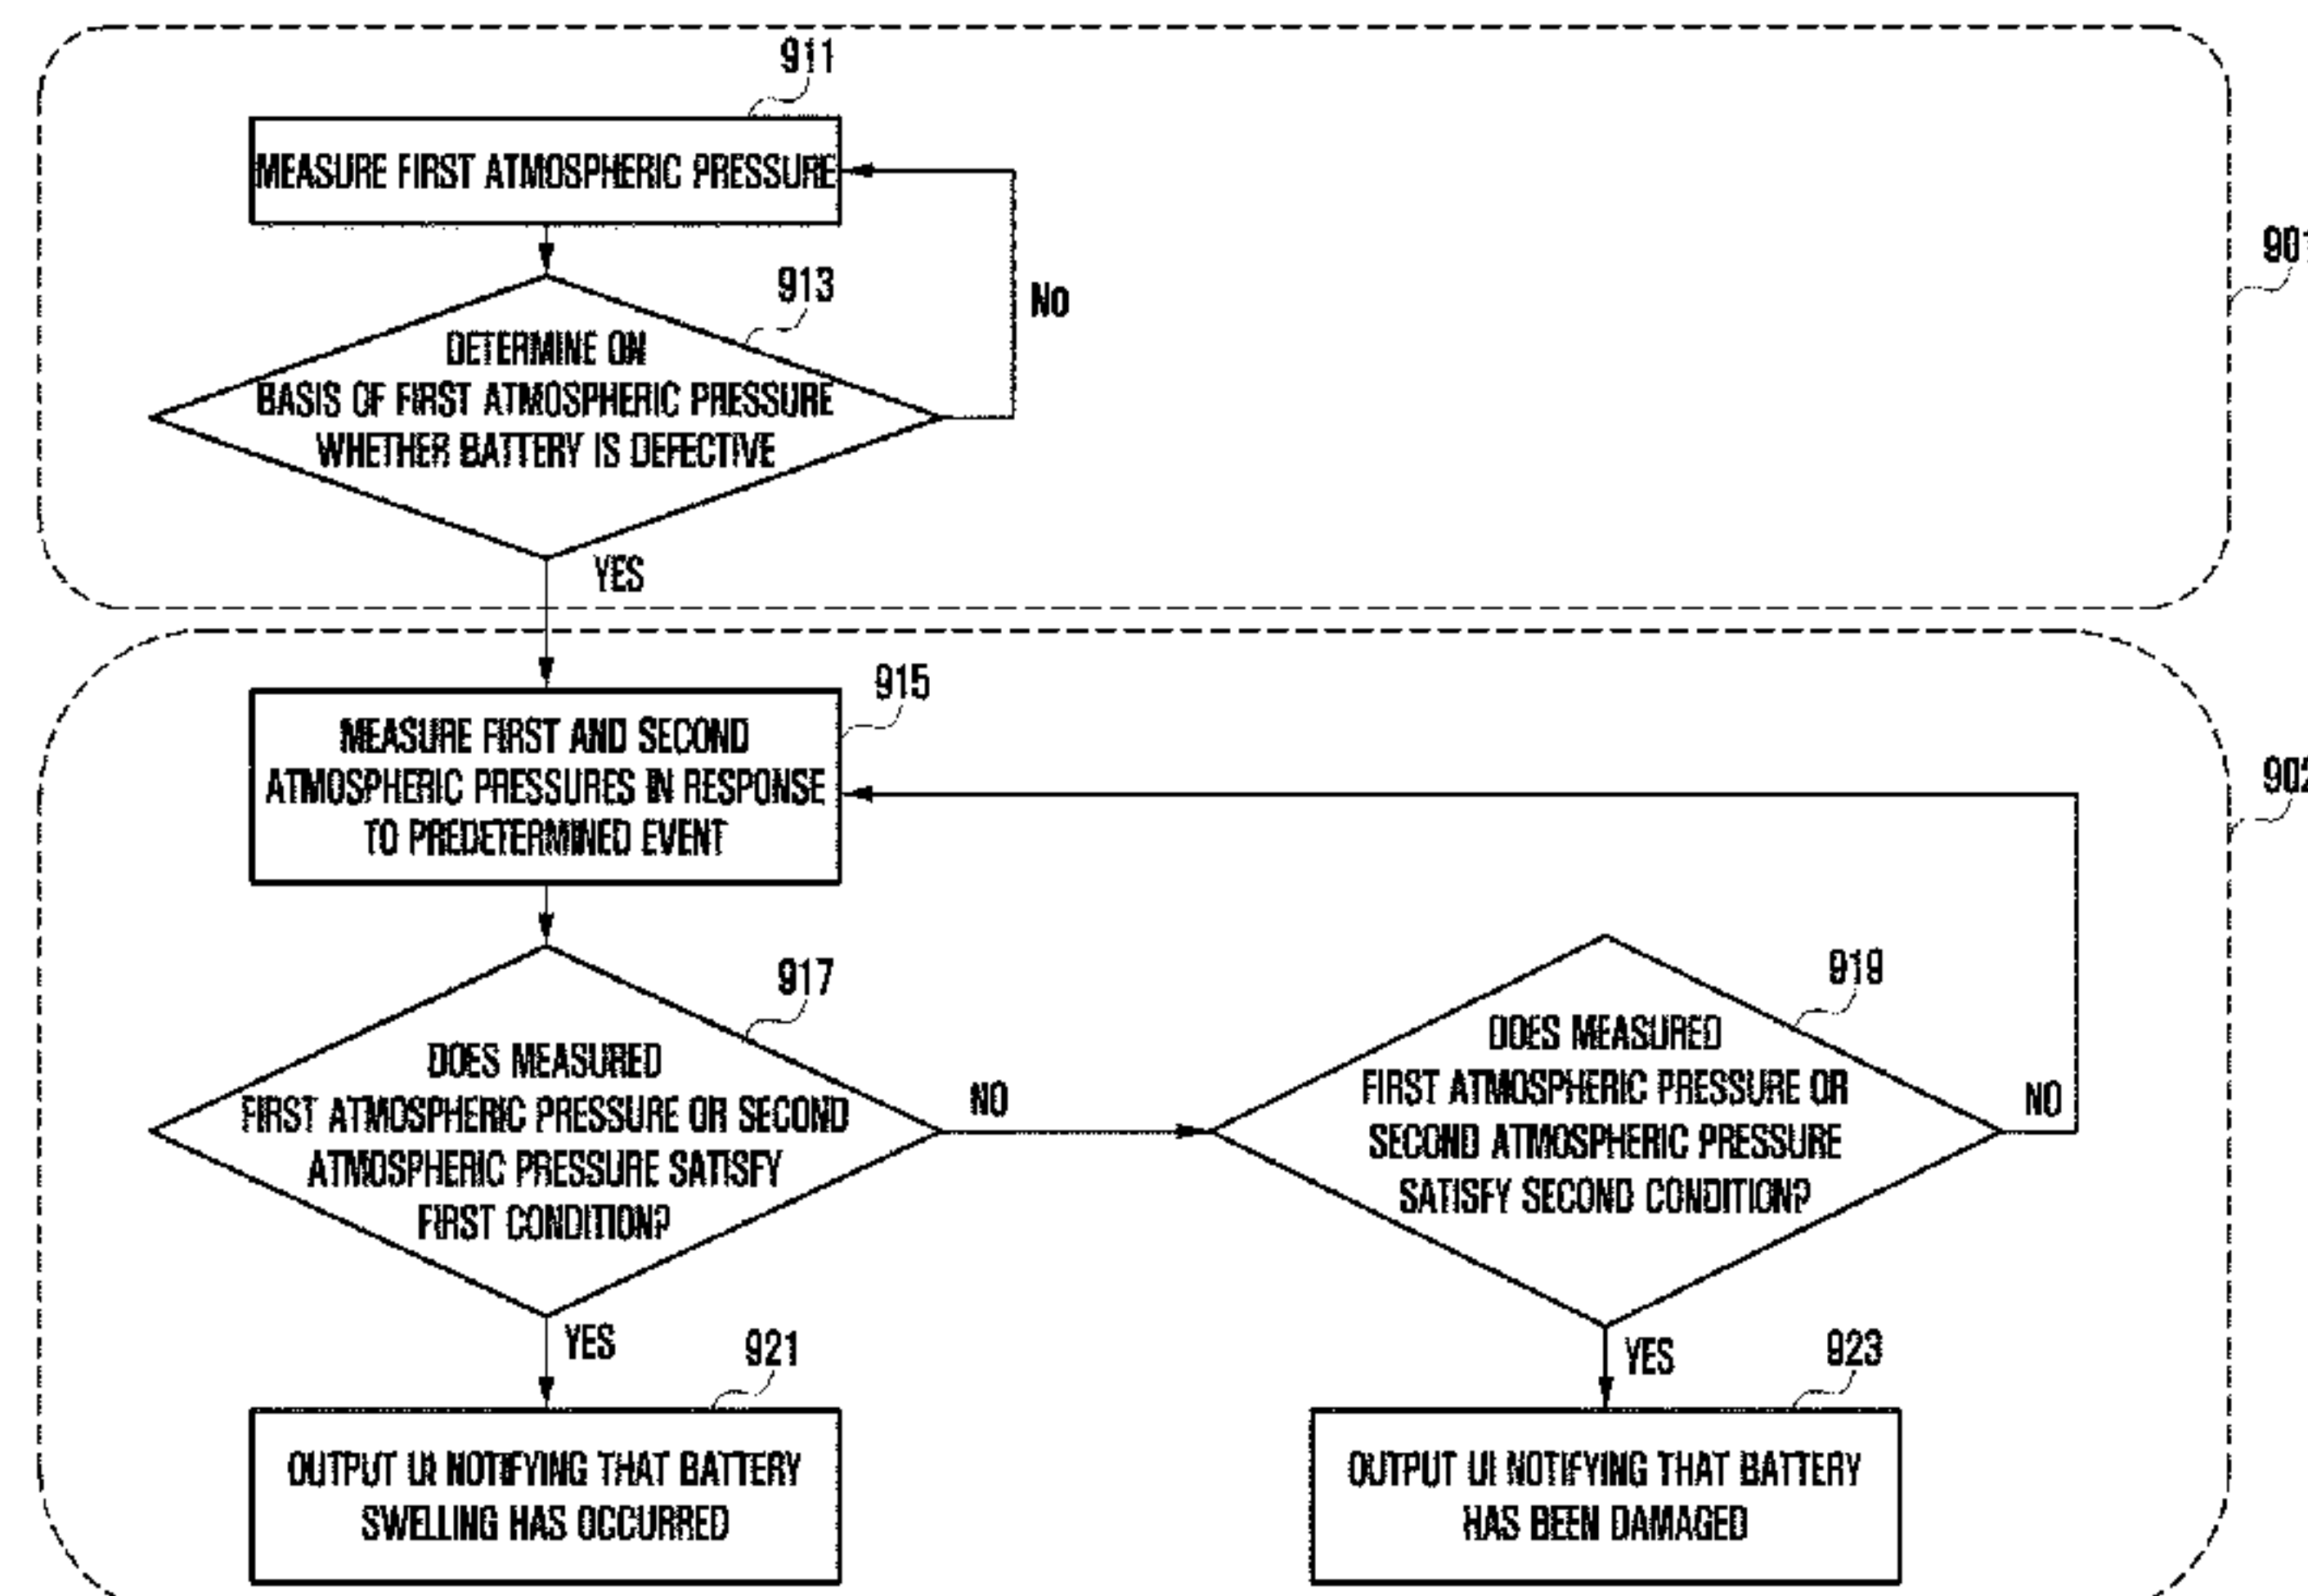 911
MEASURE FIRST ATMOSPHERIC PRESSURE
901
913
NO
DETERMINE ON
BASIS OF FIRST ATMOSPHERIC PRESSURE
WHETHER BATTERY IS DEFECTIVE
YES
915
MEASURE FIRST AND SECOND
ATMOSPHERIC PRESSURES IN RESPONSE
TO PREDETERMINED EVENT
902
917
DOES MEASURED
FIRST ATMOSPHERIC PRESSURE OR SECOND
ATMOSPHERIC PRESSURE SATISFY
FIRST CONDITION?
NO
919
DOES MEASURED
FIRST ATMOSPHERIC PRESSURE OR
SECOND ATMOSPHERIC PRESSURE
SATISFY SECOND CONDITION?
NO
YES
921
OUTPUT UI NOTIFYING THAT BATTERY
SWELLING HAS OCCURRED
YES
923
OUTPUT UI NOTIFYING THAT BATTERY
HAS BEEN DAMAGED